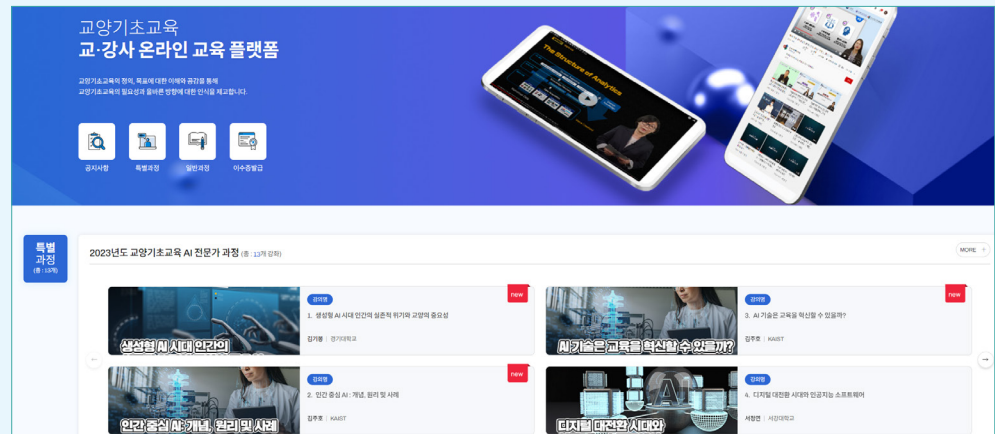 교양기초교육
교·강사 온라인 교육 플랫폼
교양기초교육의 정의, 목표에 대한 이해와 공감을 통해
교양기초교육의 필요성과 올바른 방향에 대한 인식을 제고합니다.
공지사항
특별과정
일반과정
이수증발급
The Structure of Analytics
특별
과정
(총 : 13개)
2023년도 교양기초교육 AI 전문가 과정 (총 : 13개 강좌)
MORE +
생성형 AI 시대 인간의
강의명
new
1. 생성형 AI 시대 인간의 실존적 위기와 교양의 중요성
김기봉 | 경기대학교
AI 기술은 교육을 혁신할 수 있을까?
강의명
new
3. AI 기술은 교육을 혁신할 수 있을까?
김주호 | KAIST
←
→
인간 중심 AI: 개념, 원리 및 사례
강의명
new
2. 인간 중심 AI : 개념, 원리 및 사례
김주호 | KAIST
AI
디지털 대전환 시대와
강의명
4. 디지털 대전환 시대와 인공지능 소프트웨어
서정연 | 서강대학교